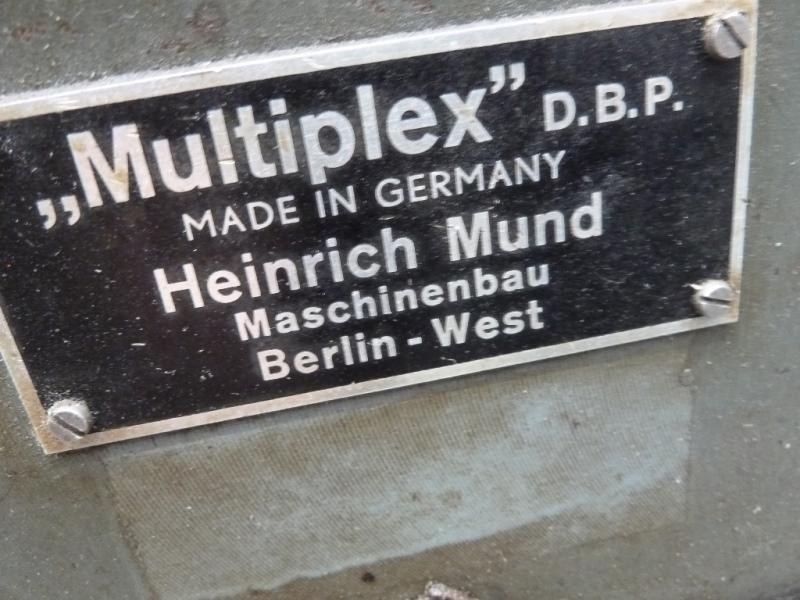 „Multiplex” D.B.P.
MADE IN GERMANY
Heinrich Mund
Maschinenbau
Berlin - West